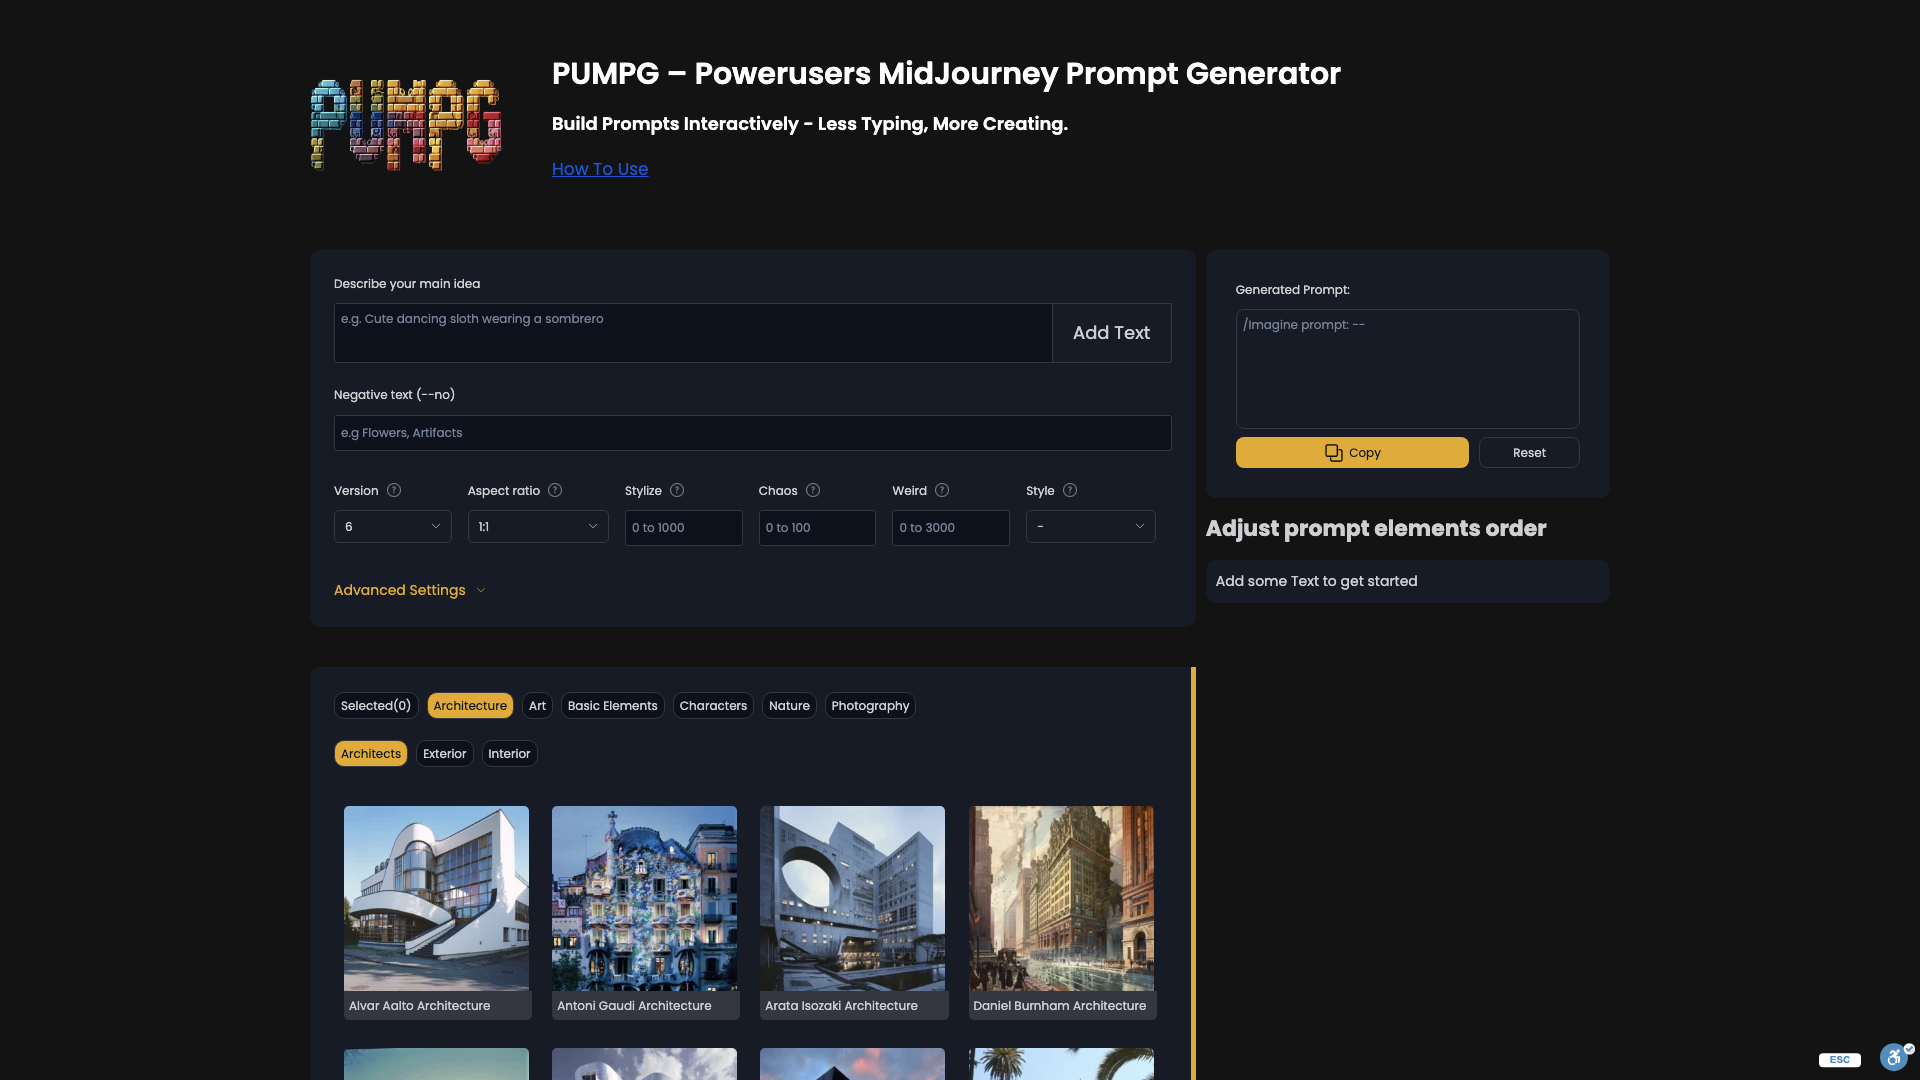 PUMPG
PUMPG – Powerusers MidJourney Prompt Generator
Build Prompts Interactively - Less Typing, More Creating.
How To Use
Describe your main idea
e.g. Cute dancing sloth wearing a sombrero
Add Text
Negative text (--no)
e.g Flowers, Artifacts
Version ? Aspect ratio ? Stylize ? Chaos ? Weird ? Style ?
6 1:1 0 to 1000 0 to 100 0 to 3000 -
Advanced Settings
Generated Prompt:
/Imagine prompt: --
Copy Reset
Adjust prompt elements order
Add some Text to get started
Selected(0) Architecture Art Basic Elements Characters Nature Photography
Architects Exterior Interior
Alvar Aalto Architecture Antoni Gaudí Architecture Arata Isozaki Architecture Daniel Burnham Architecture
ESC